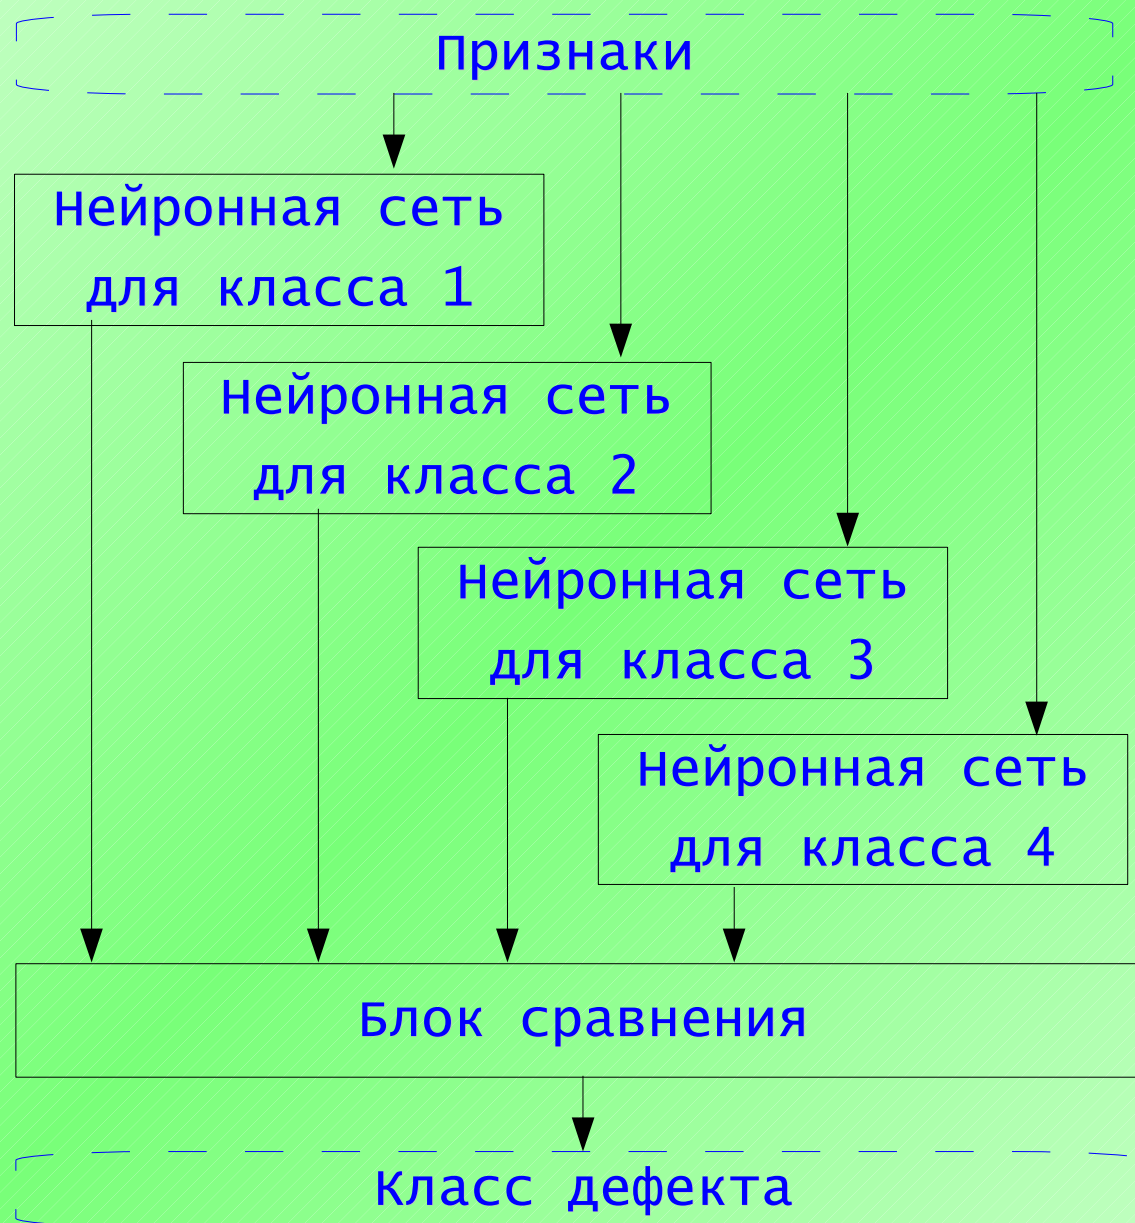 Признаки
Нейронная сеть
для класса 1
Нейронная сеть
для класса 2
Нейронная сеть
для класса 3
Нейронная сеть
для класса 4
Блок сравнения
Класс дефекта